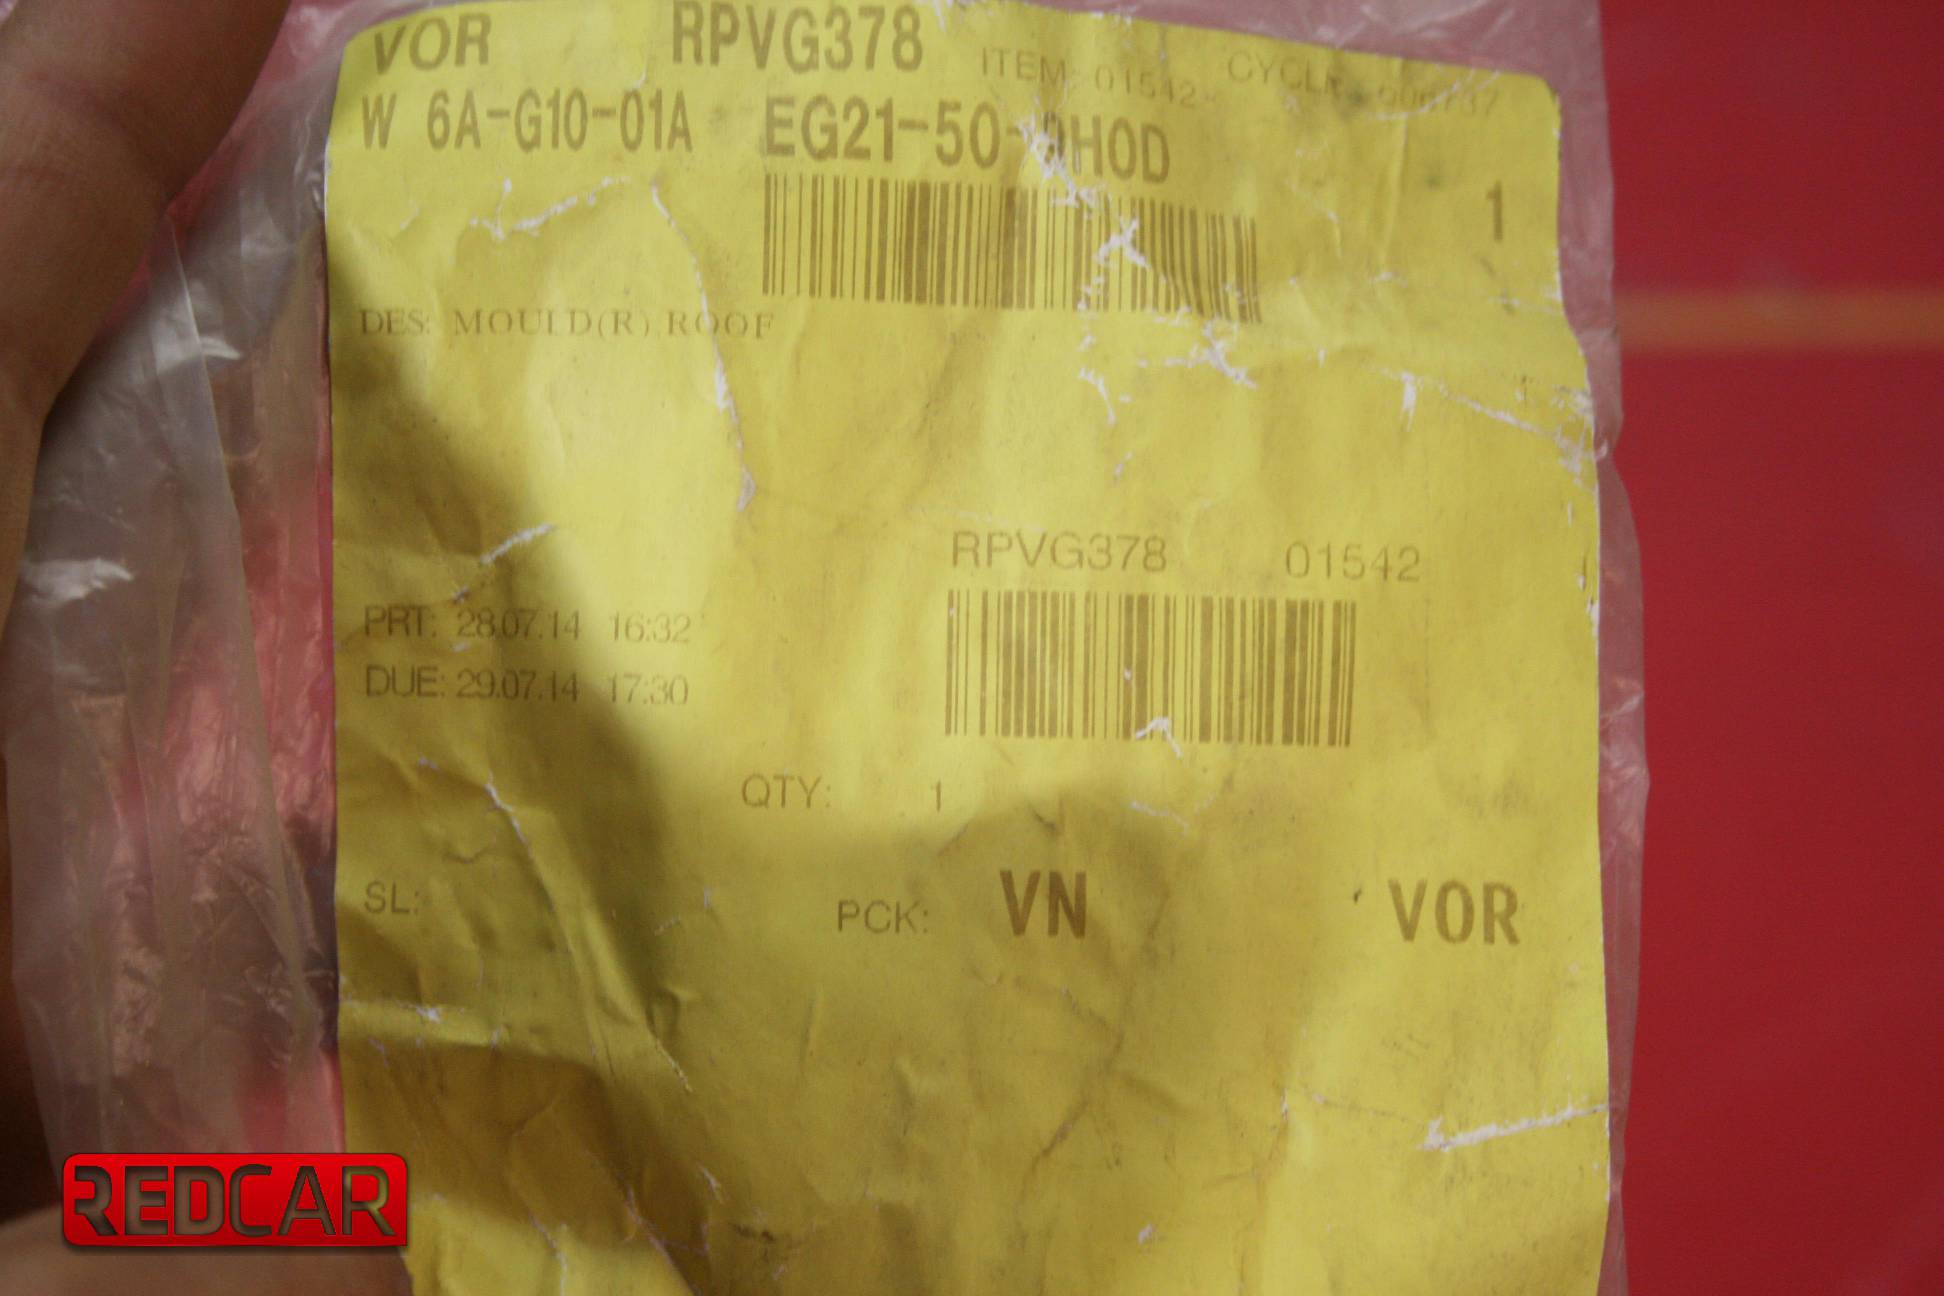 VOR RPVG378 ITEM: 01542
W 6A-G10-01A
1
DES: MOULD(R),ROOF
RPVG378 01542
PRT: 28.07.14 16:32
DUE: 29.07.14 17:30
QTY: 1
SL: PCK: VN VOR
REDCAR